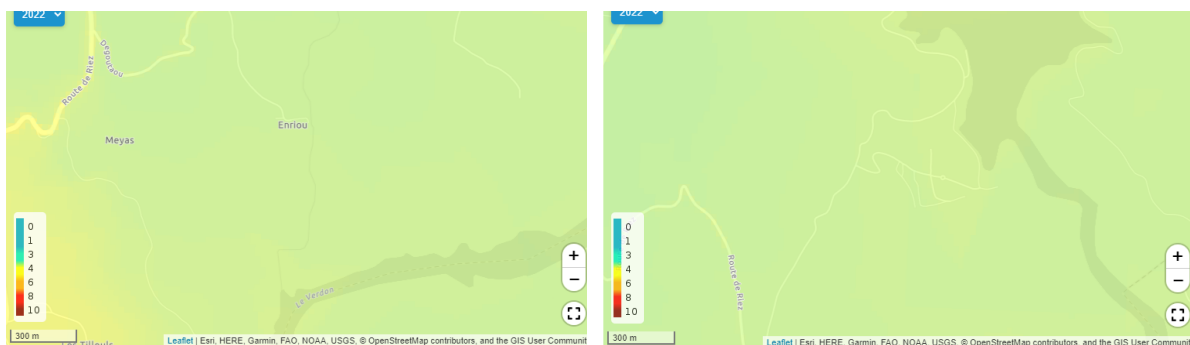 2022
Degoutaou
Route de Riez
Enriou
Meyas
0
1
3
4
6
8
10
Le Verdon
+
−
300 m
Leaflet | Esri, HERE, Garmin, FAO, NOAA, USGS, © OpenStreetMap contributors, and the GIS User Communit
2022
Route de Riez
0
1
3
4
6
8
10
+
−
300 m
Leaflet | Esri, HERE, Garmin, FAO, NOAA, USGS, © OpenStreetMap contributors, and the GIS User Communit